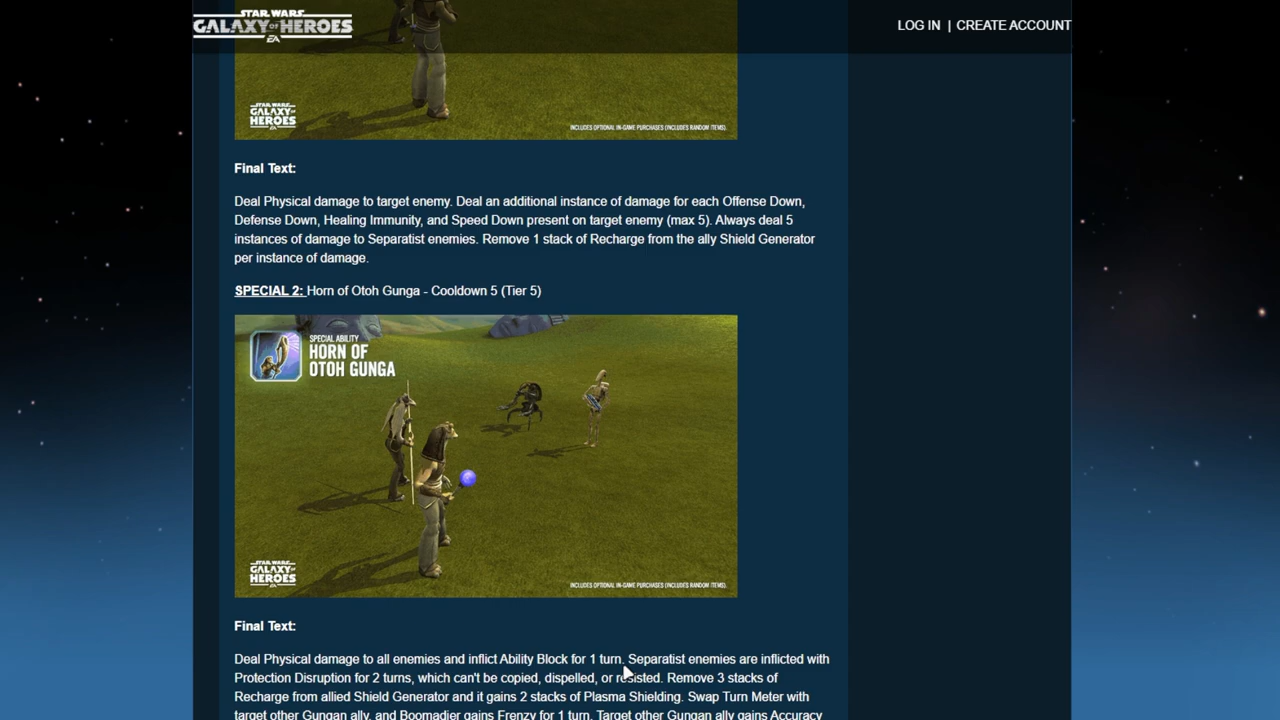 STAR WARS
GALAXY OF HEROES
EA
LOG IN | CREATE ACCOUNT
STAR WARS
GALAXY OF
HEROES
EA
INCLUDES OPTIONAL IN-GAME PURCHASES (INCLUDES RANDOM ITEMS).
Final Text:
Deal Physical damage to target enemy. Deal an additional instance of damage for each Offense Down,
Defense Down, Healing Immunity, and Speed Down present on target enemy (max 5). Always deal 5
instances of damage to Separatist enemies. Remove 1 stack of Recharge from the ally Shield Generator
per instance of damage.
SPECIAL 2: Horn of Otoh Gunga - Cooldown 5 (Tier 5)
SPECIAL ABILITY
HORN OF
OTOH GUNGA
STAR WARS
GALAXY OF
HEROES
EA
INCLUDES OPTIONAL IN-GAME PURCHASES (INCLUDES RANDOM ITEMS).
Final Text:
Deal Physical damage to all enemies and inflict Ability Block for 1 turn. Separatist enemies are inflicted with
Protection Disruption for 2 turns, which can't be copied, dispelled, or resisted. Remove 3 stacks of
Recharge from allied Shield Generator and it gains 2 stacks of Plasma Shielding. Swap Turn Meter with
target other Gungan ally, and Boomadier gains Frenzy for 1 turn. Target other Gungan ally gains Accuracy